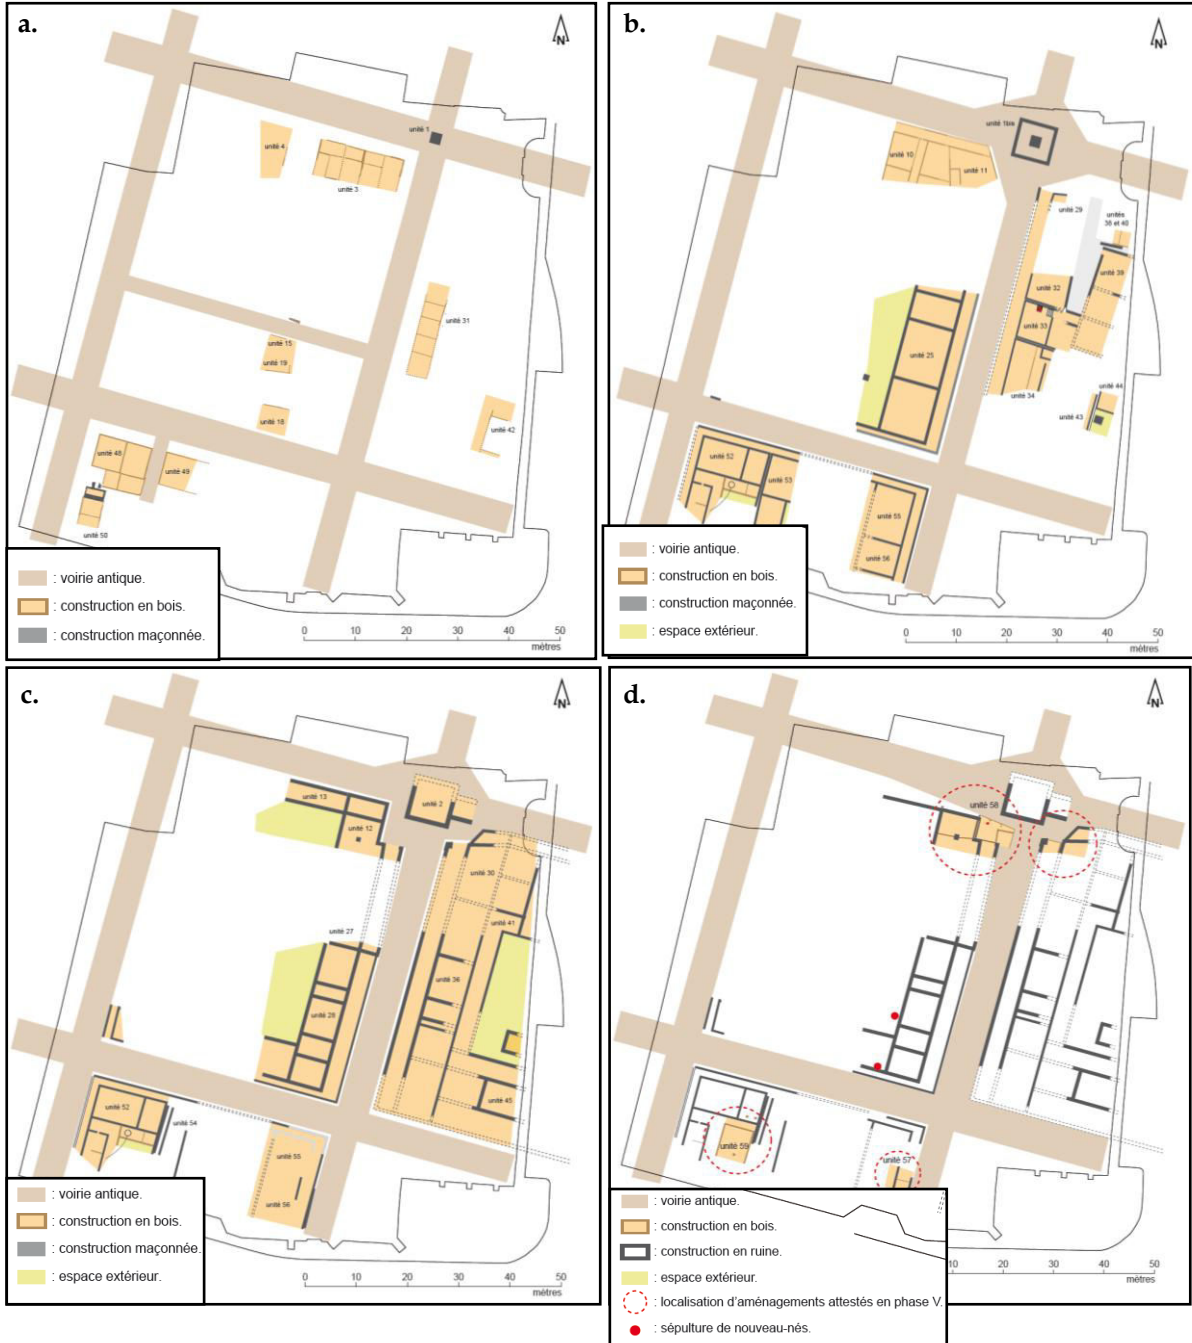 a.
N
unité 1
unité 4
unité 3
unité 31
unité 15
unité 19
unité 18
unité 42
unité 48
unité 49
unité 50
: voirie antique.
: construction en bois.
: construction maçonnée.
0 10 20 30 40 50
mètres
b.
N
unité 1bis
unité 10
unité 11
unité 29
unités
38 et 40
unité 39
unité 32
unité 33
unité 25
unité 34
unité 44
unité 43
unité 52
unité 53
unité 55
unité 56
: voirie antique.
: construction en bois.
: construction maçonnée.
: espace extérieur.
0 10 20 30 40 50
mètres
c.
N
unité 13
unité 2
unité 12
unité 30
unité 41
unité 27
unité 36
unité 28
unité 45
unité 52
unité 54
unité 55
unité 56
: voirie antique.
: construction en bois.
: construction maçonnée.
: espace extérieur.
0 10 20 30 40 50
mètres
d.
N
unité 58
unité 59
unité 57
: voirie antique.
: construction en bois.
: construction en ruine.
: espace extérieur.
: localisation d'aménagements attestés en phase V.
: sépulture de nouveau-nés.
10 20 30 40 50
mètres